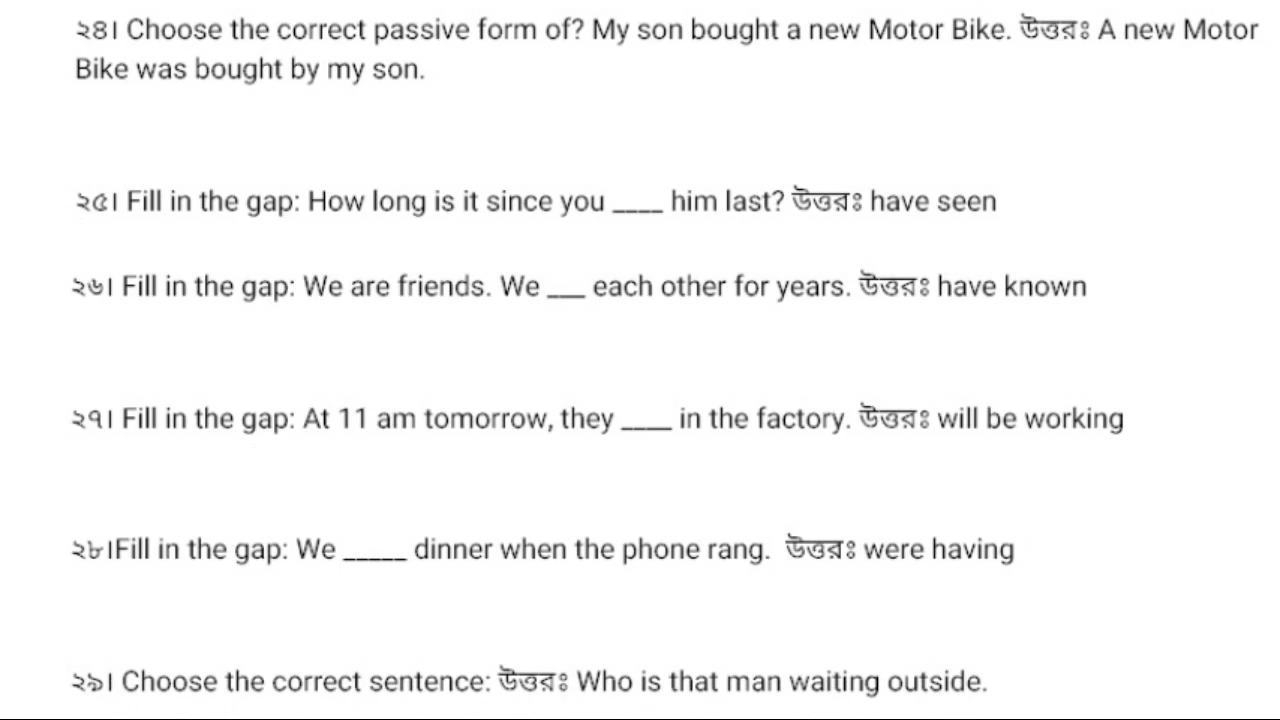 ২৪। Choose the correct passive form of? My son bought a new Motor Bike. উত্তরঃ A new Motor
Bike was bought by my son.
২৫। Fill in the gap: How long is it since you ____ him last? উত্তরঃ have seen
২৬। Fill in the gap: We are friends. We ___ each other for years. উত্তরঃ have known
২৭। Fill in the gap: At 11 am tomorrow, they ____ in the factory. উত্তরঃ will be working
২৮।Fill in the gap: We _____ dinner when the phone rang. উত্তরঃ were having
২৯। Choose the correct sentence: উত্তরঃ Who is that man waiting outside.